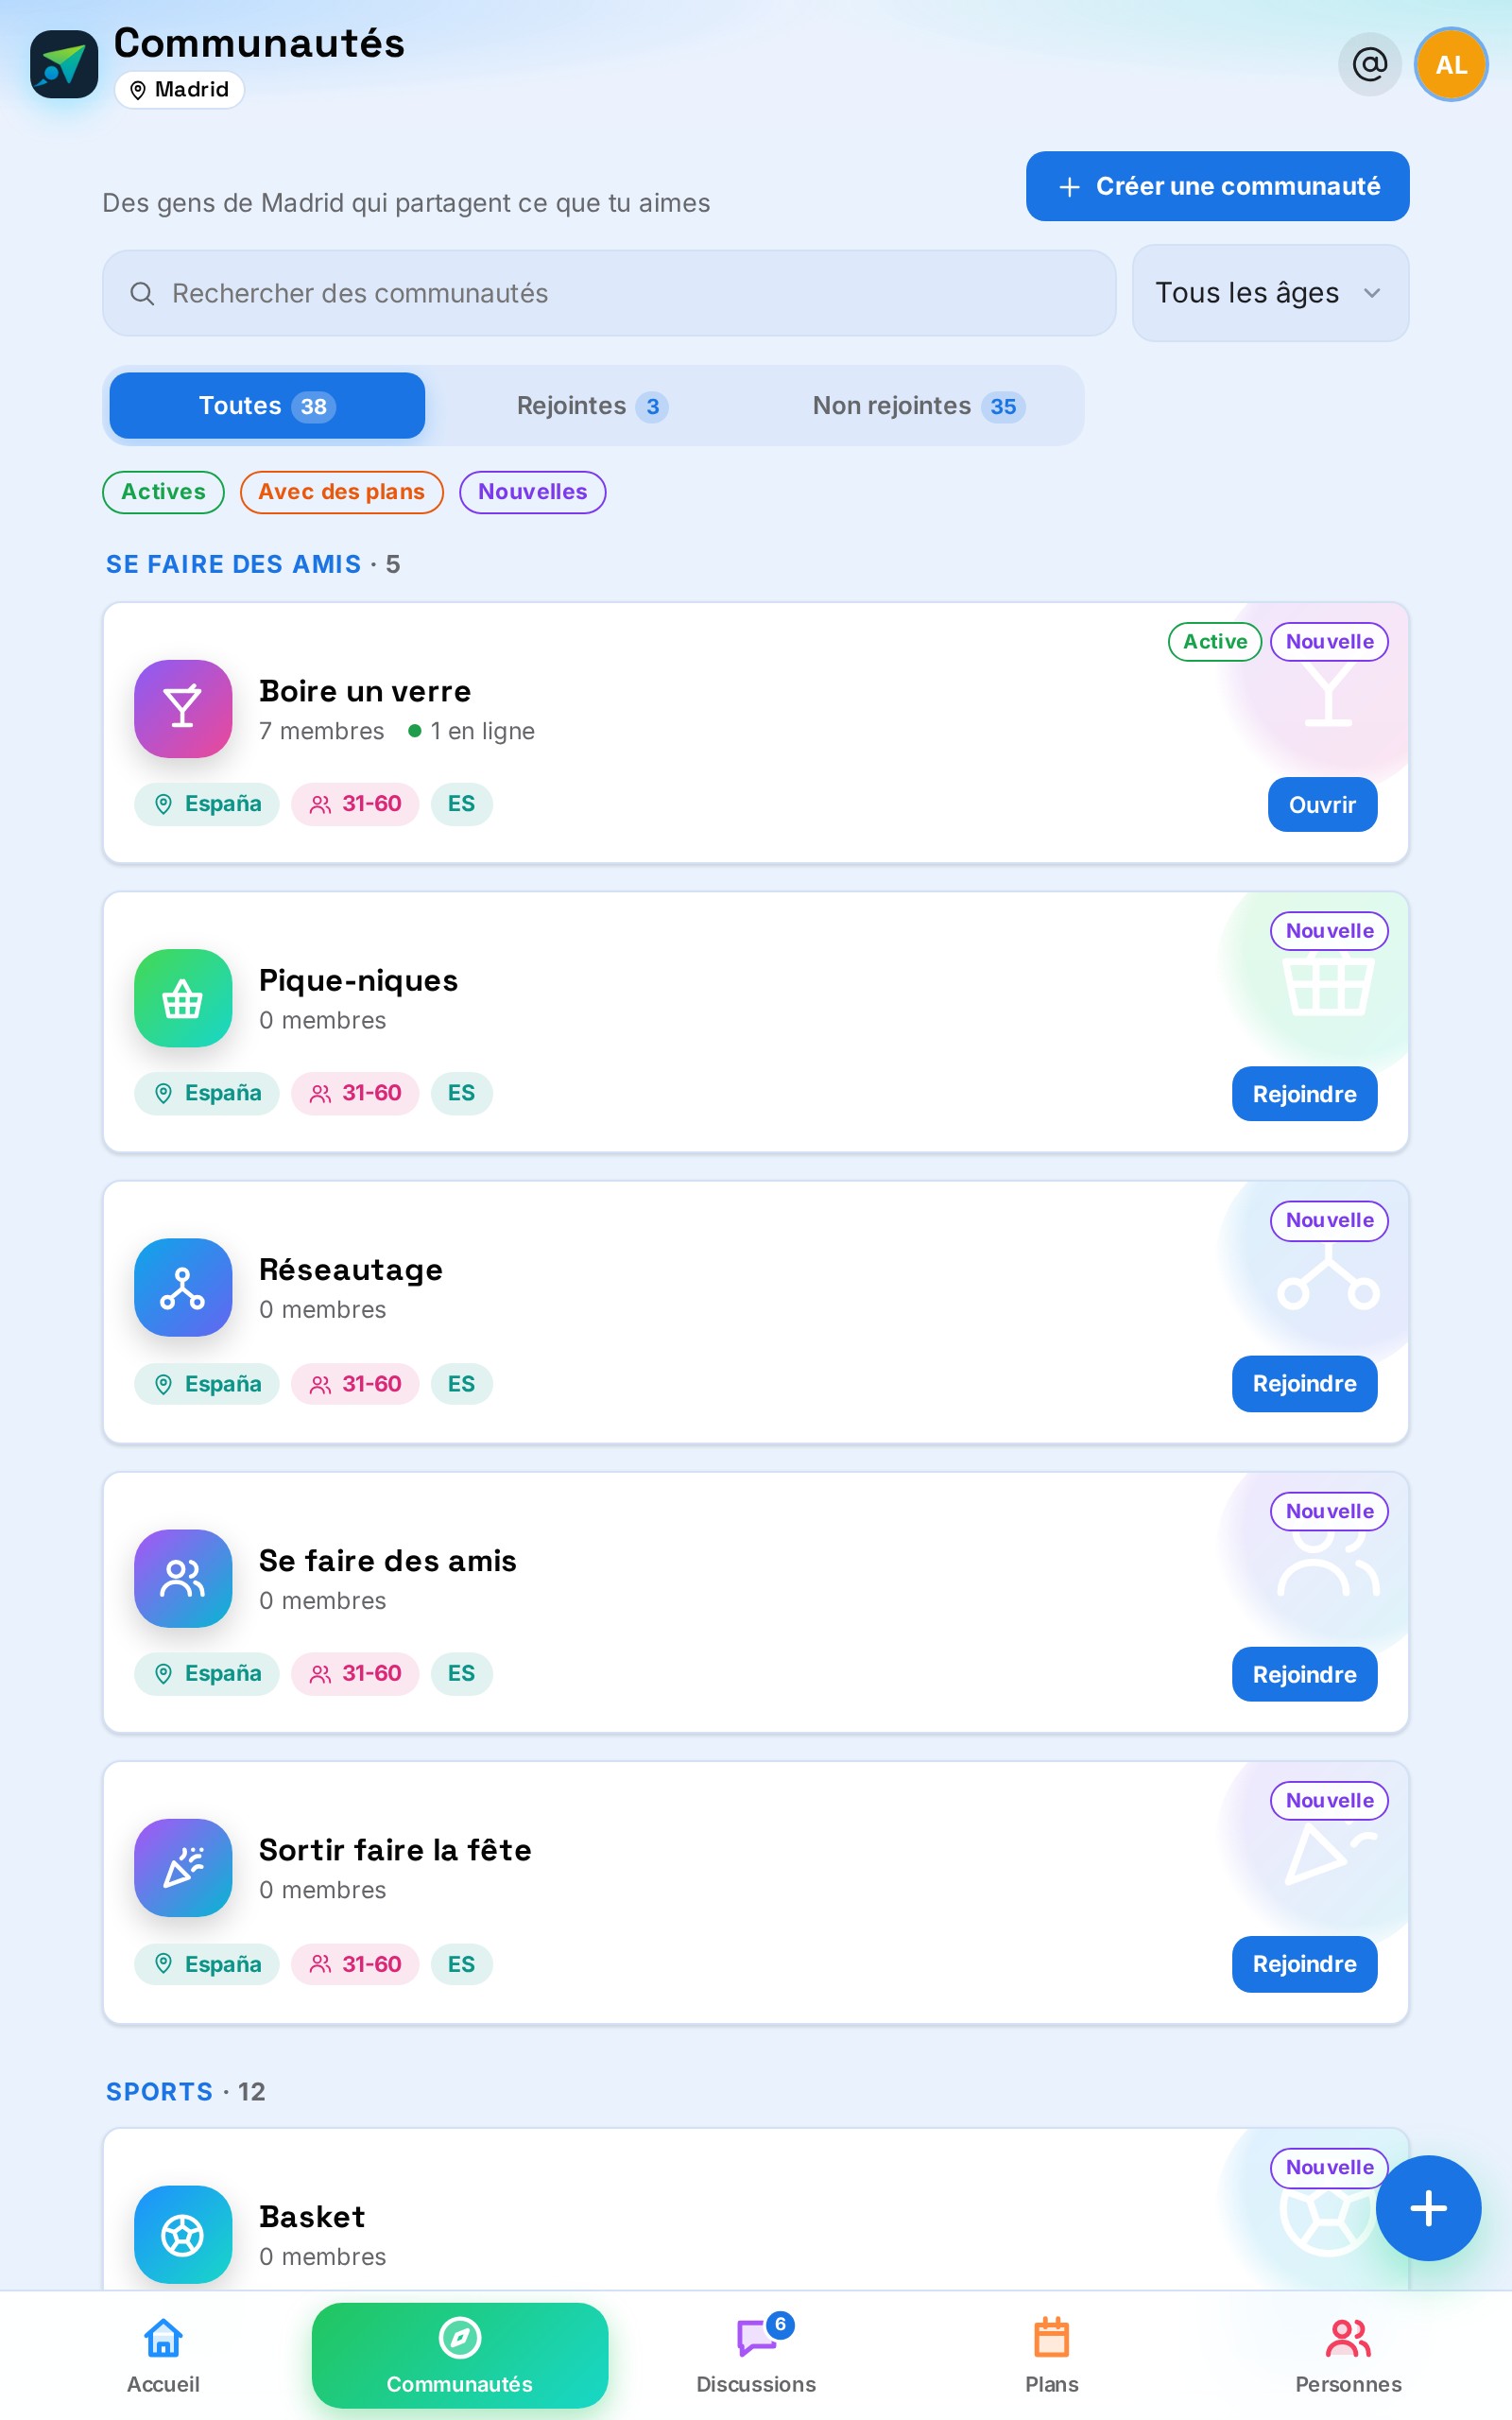 Communautés
Madrid
@
AL
Des gens de Madrid qui partagent ce que tu aimes
+ Créer une communauté
Rechercher des communautés
Tous les âges
Toutes 38
Rejointes 3
Non rejointes 35
Actives
Avec des plans
Nouvelles
SE FAIRE DES AMIS · 5
Active
Nouvelle
Boire un verre
7 membres
1 en ligne
España
31-60
ES
Ouvrir
Nouvelle
Pique-niques
0 membres
España
31-60
ES
Rejoindre
Nouvelle
Réseautage
0 membres
España
31-60
ES
Rejoindre
Nouvelle
Se faire des amis
0 membres
España
31-60
ES
Rejoindre
Nouvelle
Sortir faire la fête
0 membres
España
31-60
ES
Rejoindre
SPORTS · 12
Nouvelle
Basket
0 membres
+
Accueil
Communautés
6
Discussions
Plans
Personnes